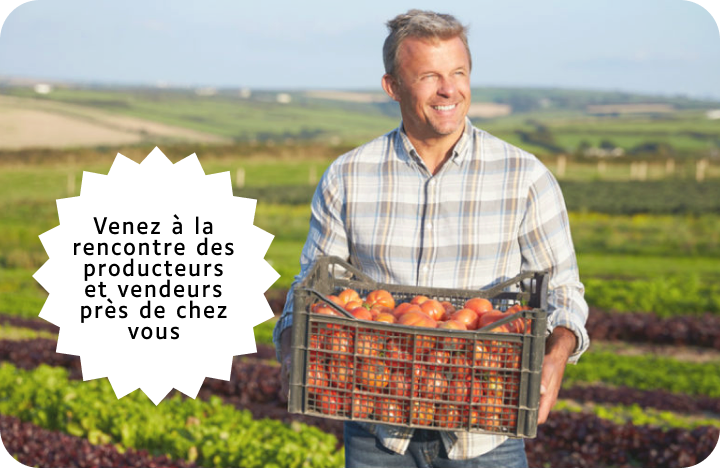 Venez à la
rencontre des
producteurs
et vendeurs
près de chez
vous